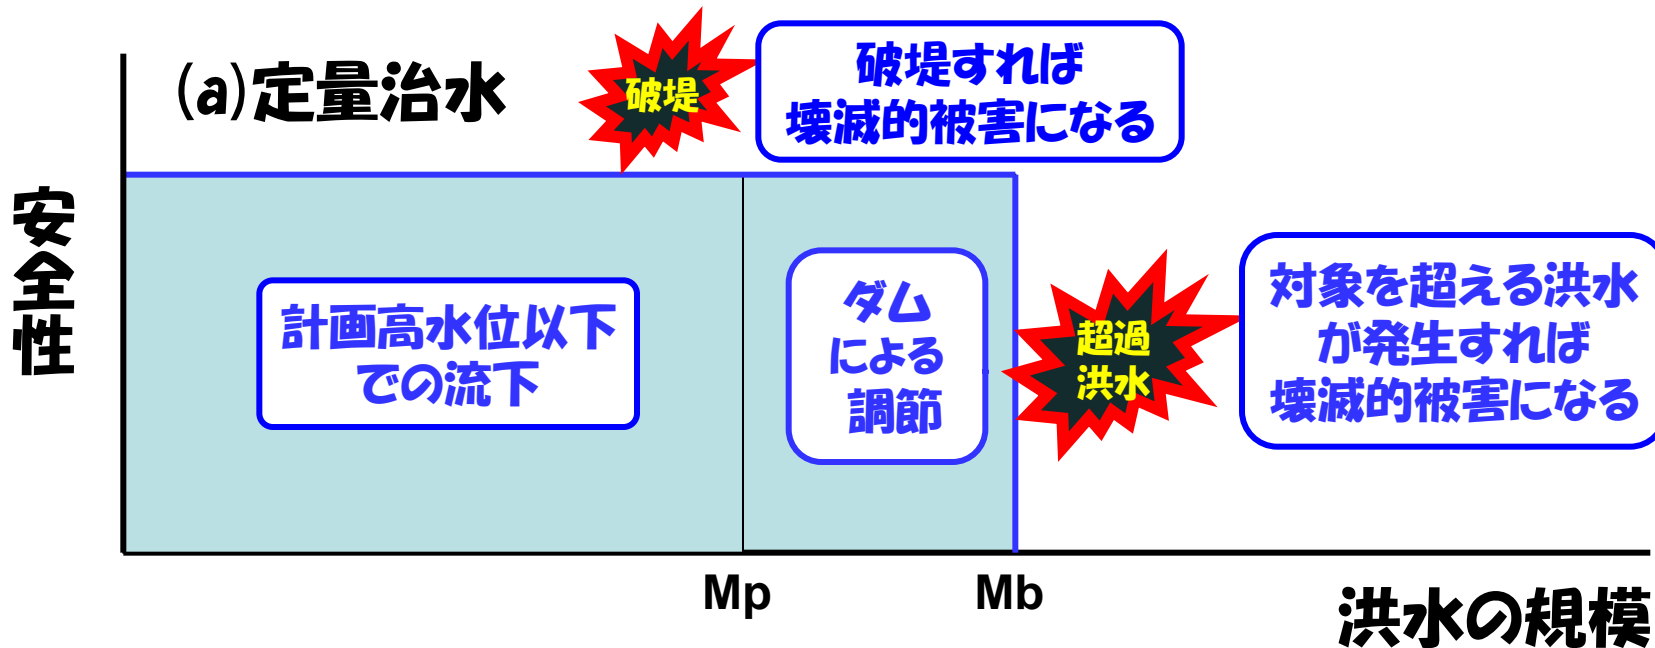 (a)定量治水
破堤
破堤すれば
壊滅的被害になる
安全性
計画高水位以下
での流下
ダム
による
調節
超過
洪水
対象を超える洪水
が発生すれば
壊滅的被害になる
Mp
Mb
洪水の規模